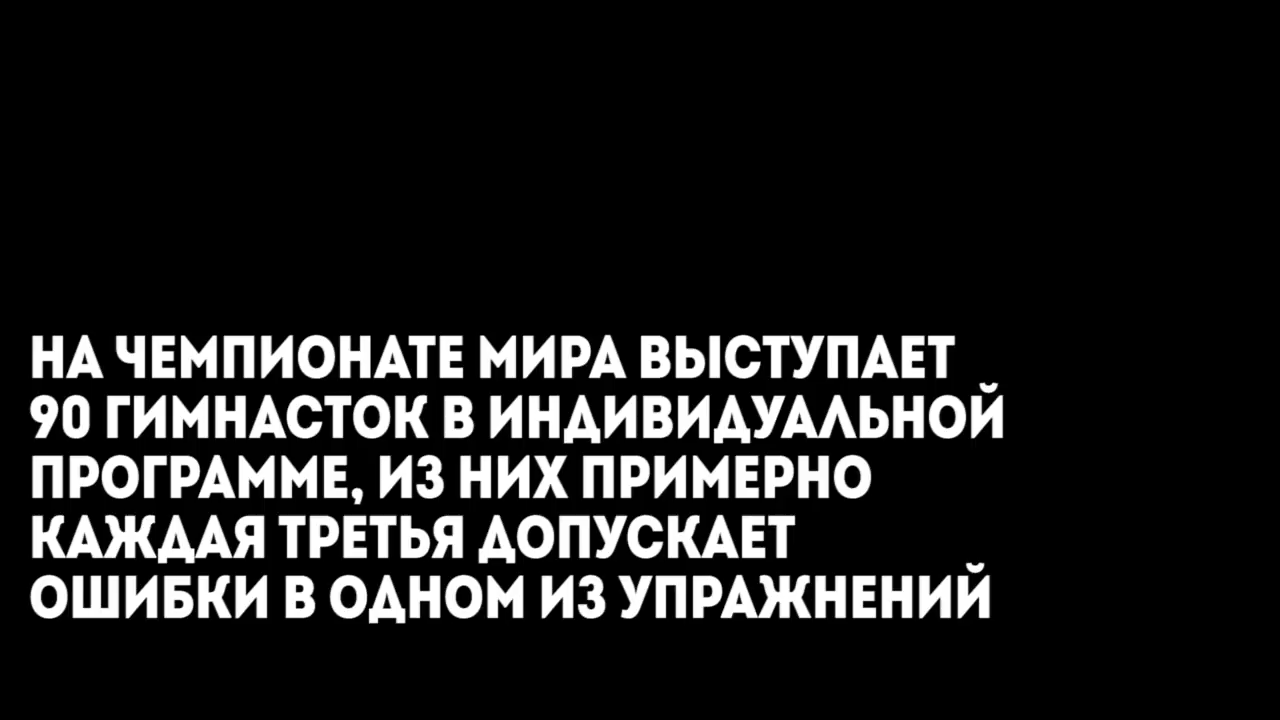 НА ЧЕМПИОНАТЕ МИРА ВЫСТУПАЕТ
90 ГИМНАСТОК В ИНДИВИДУАЛЬНОЙ
ПРОГРАММЕ, ИЗ НИХ ПРИМЕРНО
КАЖДАЯ ТРЕТЬЯ ДОПУСКАЕТ
ОШИБКИ В ОДНОМ ИЗ УПРАЖНЕНИЙ